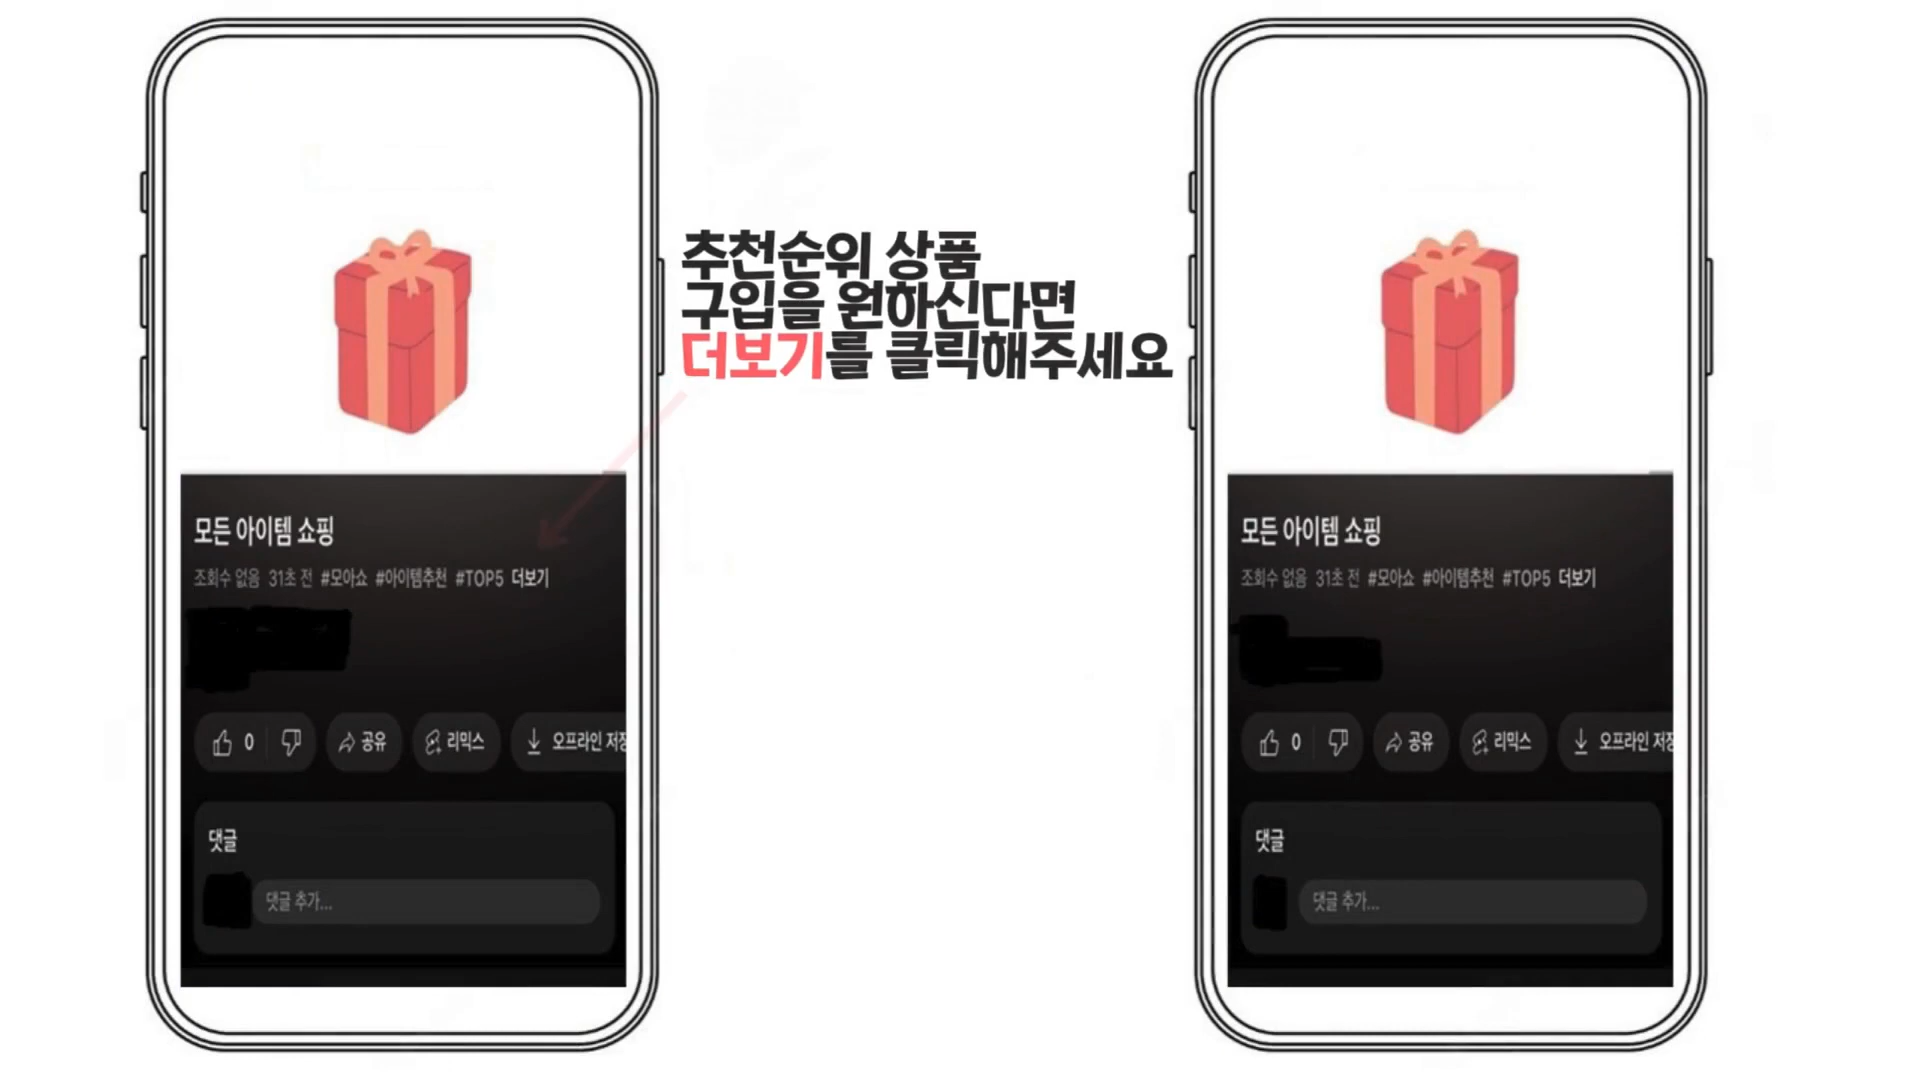 추천순위 상품
구입을 원하신다면
더보기를 클릭해주세요
모든 아이템 쇼핑
조회수 없음 31초 전 #모아쇼 #아이템추천 #TOP5 더보기
0 공유 리믹스 오프라인 저장
댓글
댓글 추가...
모든 아이템 쇼핑
조회수 없음 31초 전 #모아쇼 #아이템추천 #TOP5 더보기
0 공유 리믹스 오프라인 저장
댓글
댓글 추가...